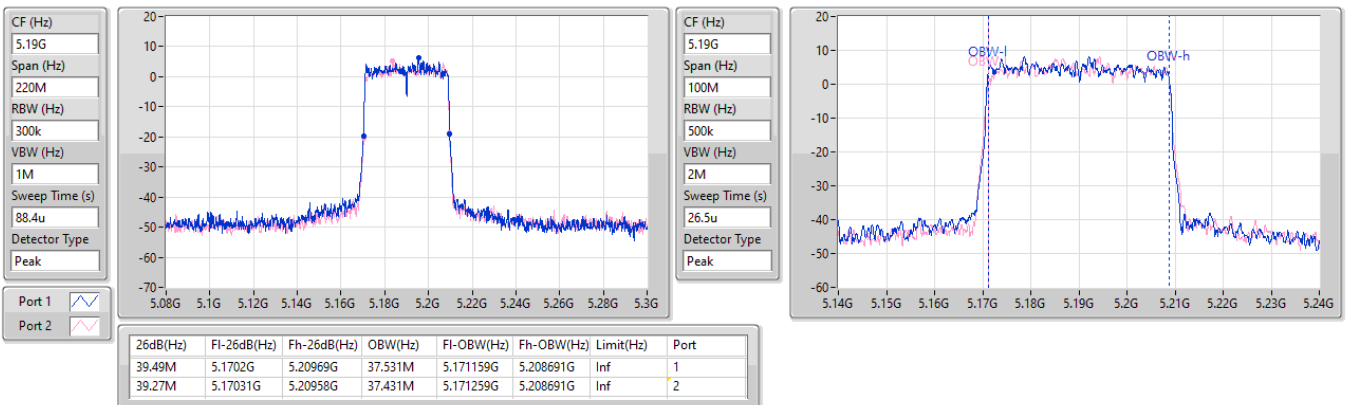 CF (Hz)
5.19G
Span (Hz)
220M
RBW (Hz)
300k
VBW (Hz)
1M
Sweep Time (s)
88.4u
Detector Type
Peak
Port 1
Port 2
20
10
0
-10
-20
-30
-40
-50
-60
-70
5.08G 5.1G 5.12G 5.14G 5.16G 5.18G 5.2G 5.22G 5.24G 5.26G 5.28G 5.3G
CF (Hz)
5.19G
Span (Hz)
100M
RBW (Hz)
500k
VBW (Hz)
2M
Sweep Time (s)
26.5u
Detector Type
Peak
20
10
0
-10
-20
-30
-40
-50
-60
OBW-l
OBW-h
5.14G 5.15G 5.16G 5.17G 5.18G 5.19G 5.2G 5.21G 5.22G 5.23G 5.24G
26dB(Hz) Fl-26dB(Hz) Fh-26dB(Hz) OBW(Hz) Fl-OBW(Hz) Fh-OBW(Hz) Limit(Hz) Port
39.49M 5.1702G 5.20969G 37.531M 5.171159G 5.208691G Inf 1
39.27M 5.17031G 5.20958G 37.431M 5.171259G 5.208691G Inf 2